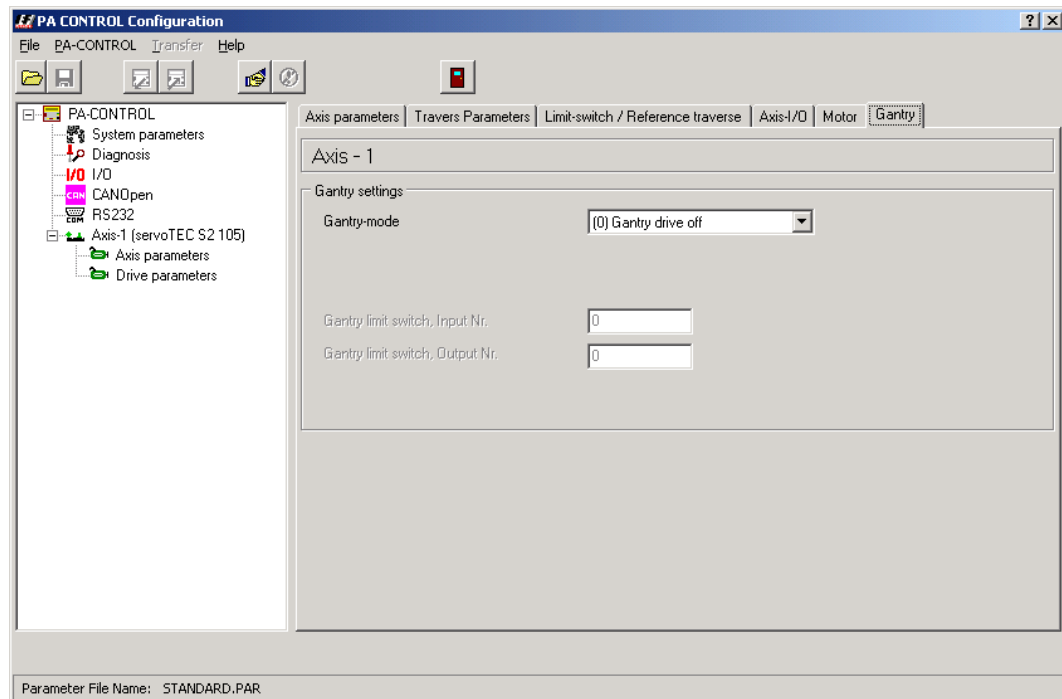 PA CONTROL Configuration
File PA-CONTROL Transfer Help
PA-CONTROL
System parameters
Diagnosis
I/O I/O
CAN CANOpen
COM RS232
Axis-1 (servoTEC S2 105)
Axis parameters
Drive parameters
Axis parameters Travers Parameters Limit-switch / Reference traverse Axis-I/O Motor Gantry
Axis - 1
Gantry settings
Gantry-mode (0) Gantry drive off
Gantry limit switch, Input Nr. 0
Gantry limit switch, Output Nr. 0
Parameter File Name: STANDARD.PAR